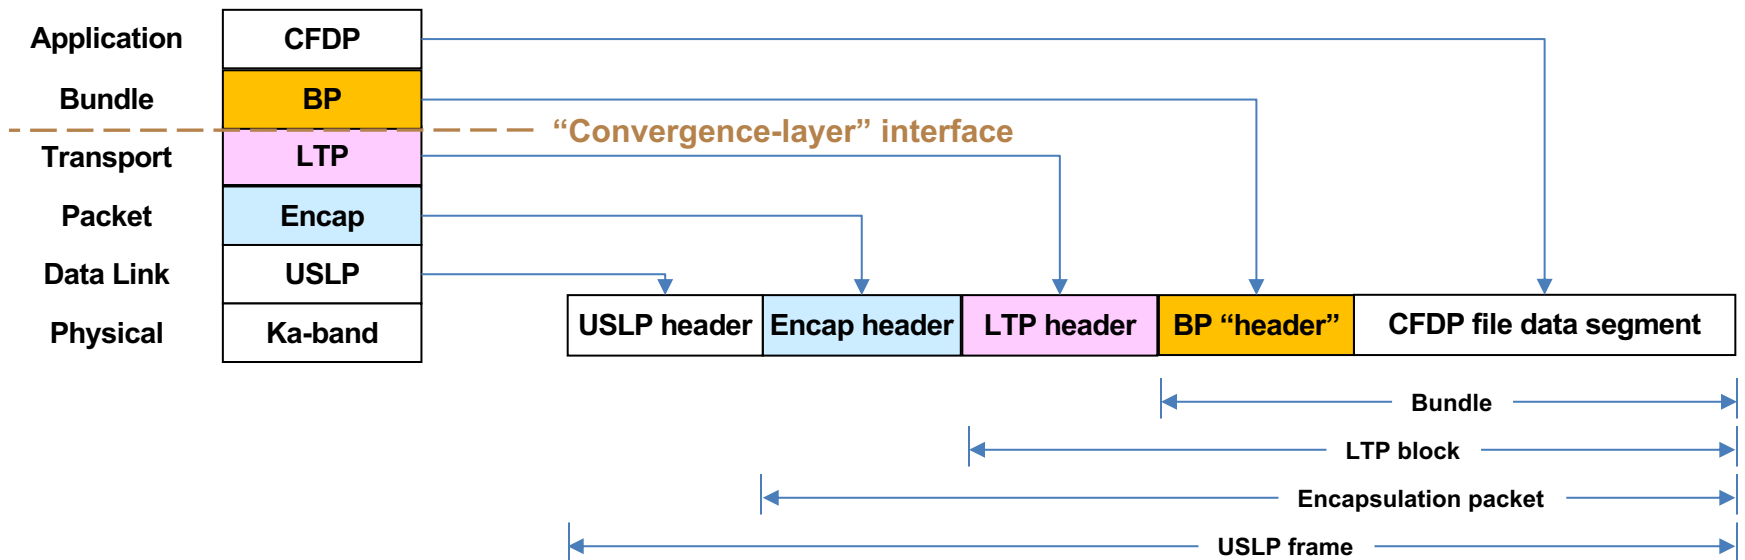 Application CFDP
Bundle BP
“Convergence-layer” interface
Transport LTP
Packet Encap
Data Link USLP
Physical Ka-band
USLP header Encap header LTP header BP “header” CFDP file data segment
Bundle
LTP block
Encapsulation packet
USLP frame